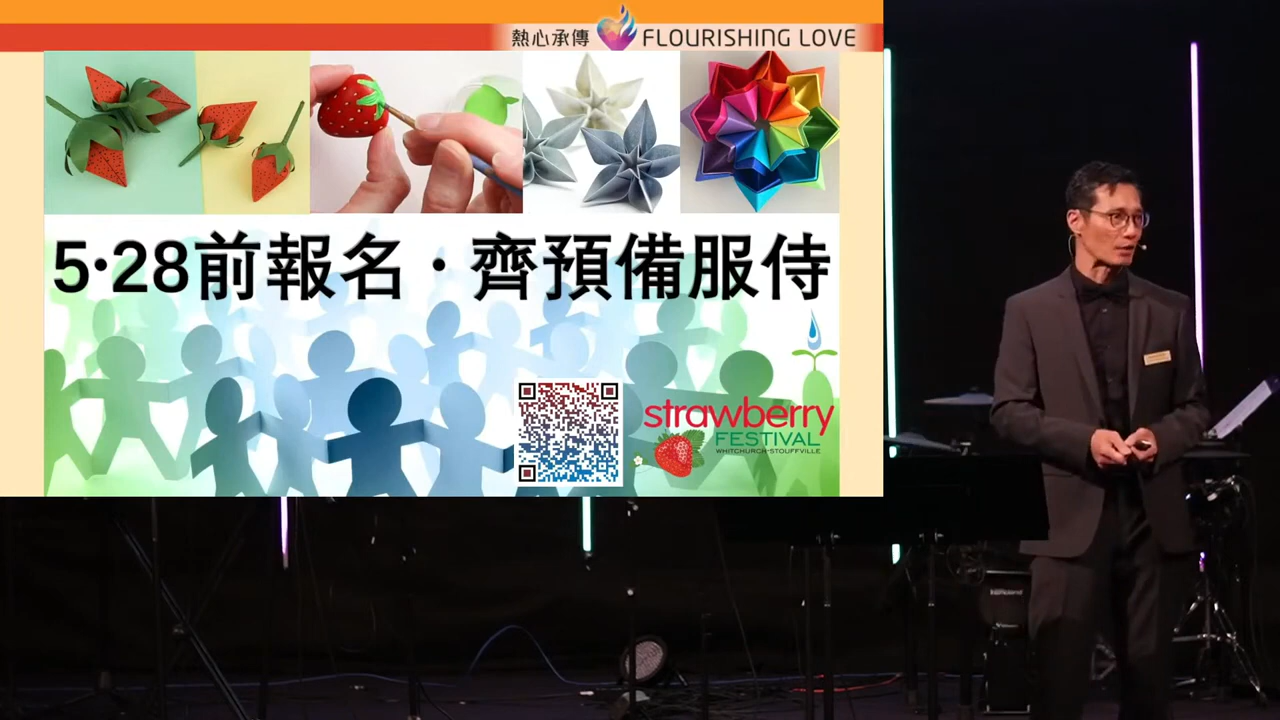 熱心承傳 FLOURISHING LOVE
5·28前報名·齊預備服侍
strawberry
FESTIVAL
WHITCHURCH-STOUFFVILLE